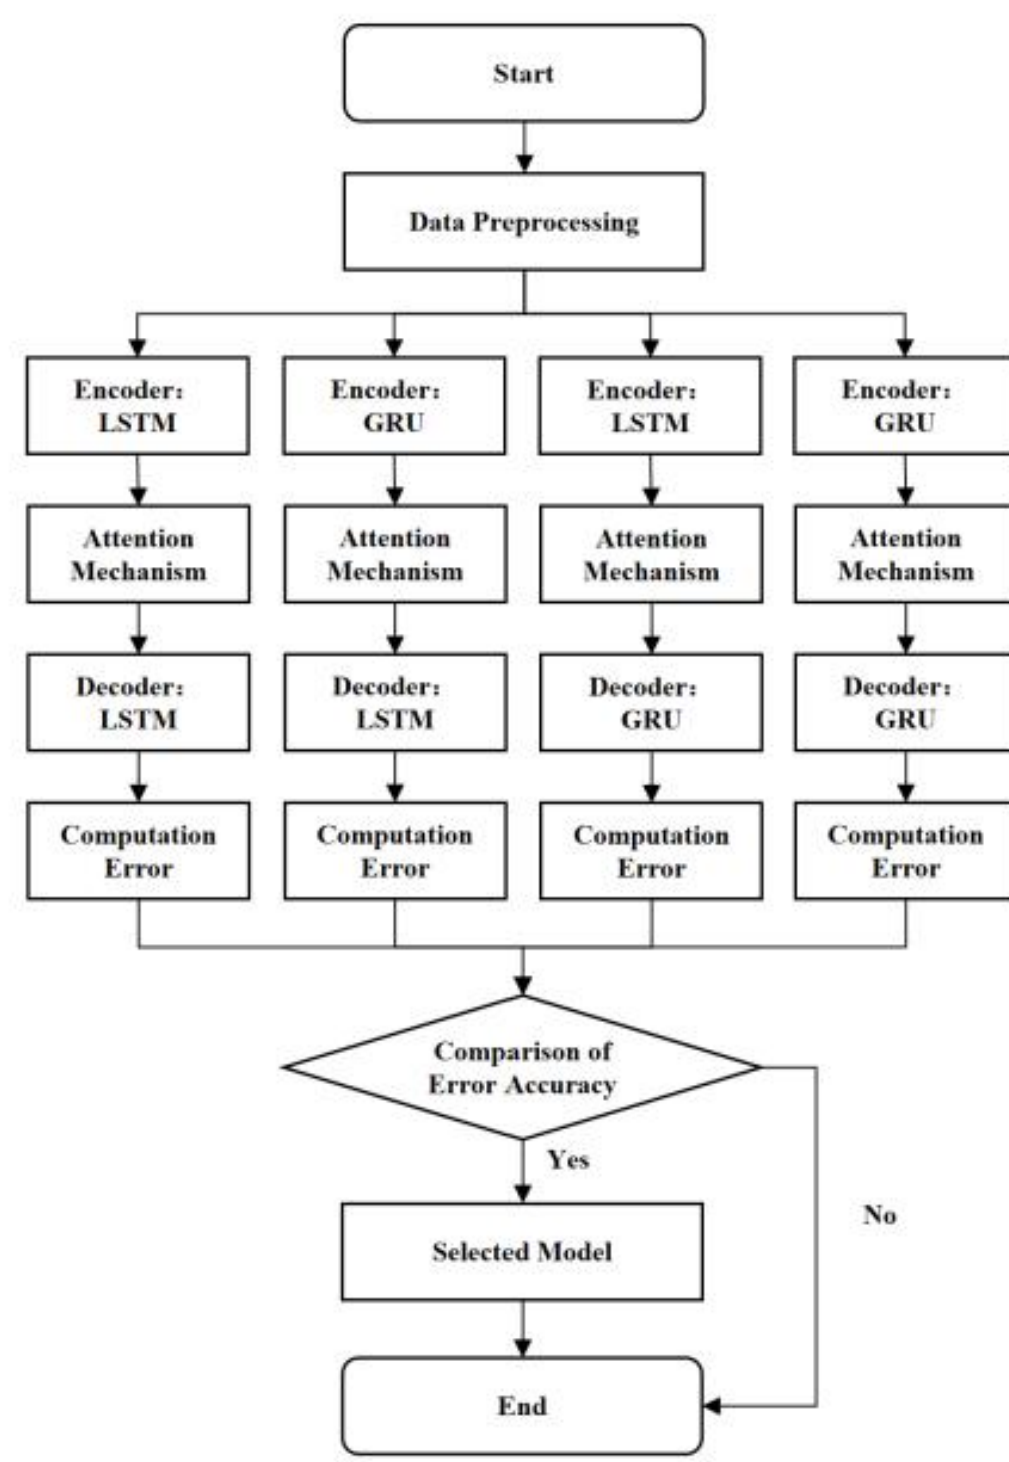 Start
Data Preprocessing
Encoder：
LSTM
Encoder：
GRU
Encoder：
LSTM
Encoder：
GRU
Attention
Mechanism
Attention
Mechanism
Attention
Mechanism
Attention
Mechanism
Decoder：
LSTM
Decoder：
LSTM
Decoder：
GRU
Decoder：
GRU
Computation
Error
Computation
Error
Computation
Error
Computation
Error
Comparison of
Error Accuracy
Yes
No
Selected Model
End